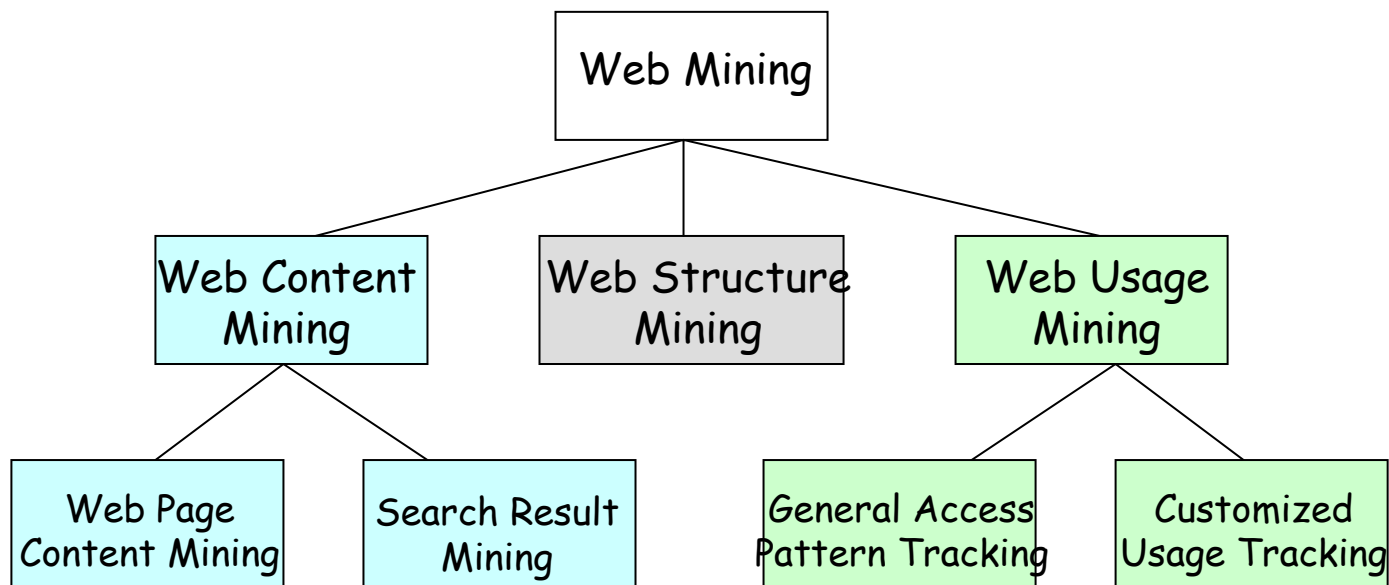 Web Mining
Web Content
Mining
Web Structure
Mining
Web Usage
Mining
Web Page
Content Mining
Search Result
Mining
General Access
Pattern Tracking
Customized
Usage Tracking